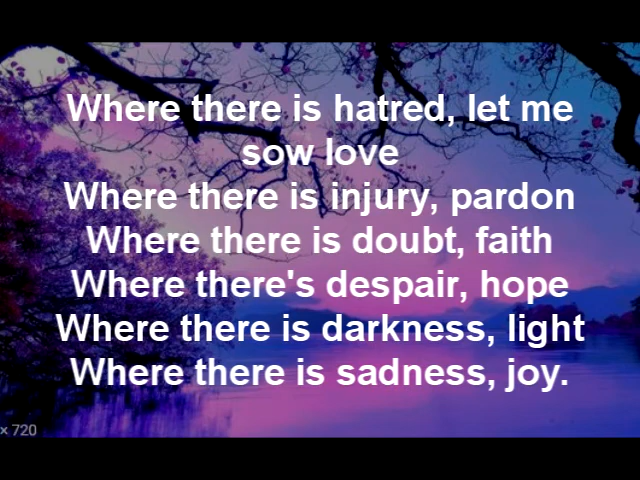 Where there is hatred, let me
sow love
Where there is injury, pardon
Where there is doubt, faith
Where there's despair, hope
Where there is darkness, light
Where there is sadness, joy.
× 720